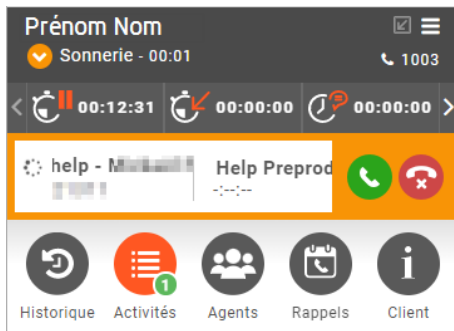 Prénom Nom
Sonnerie - 00:01
1003
00:12:31 00:00:00 00:00:00
help - Help Preprod
-:--:--
1
Historique Activités Agents Rappels Client